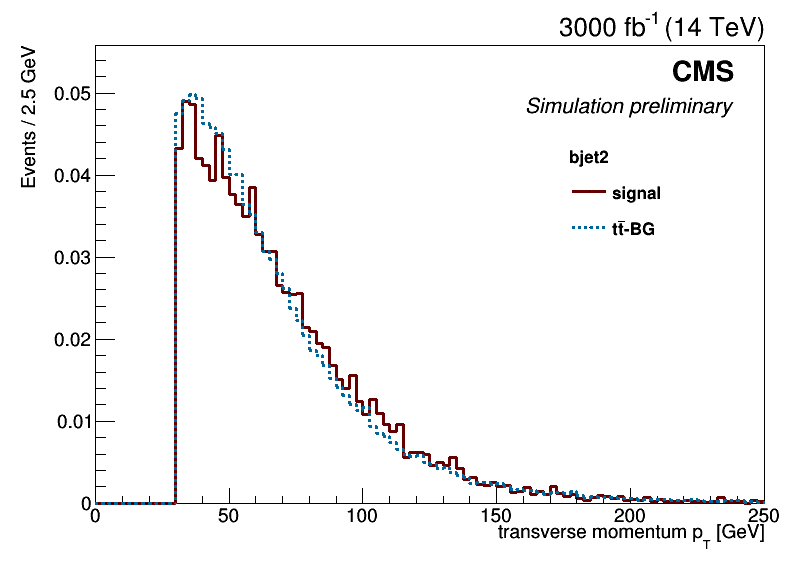 3000 fb-1 (14 TeV)
CMS
Simulation preliminary
Events / 2.5 GeV
bjet2
signal
tt̄-BG
0.05
0.04
0.03
0.02
0.01
0
0 50 100 150 200 250
transverse momentum pT [GeV]